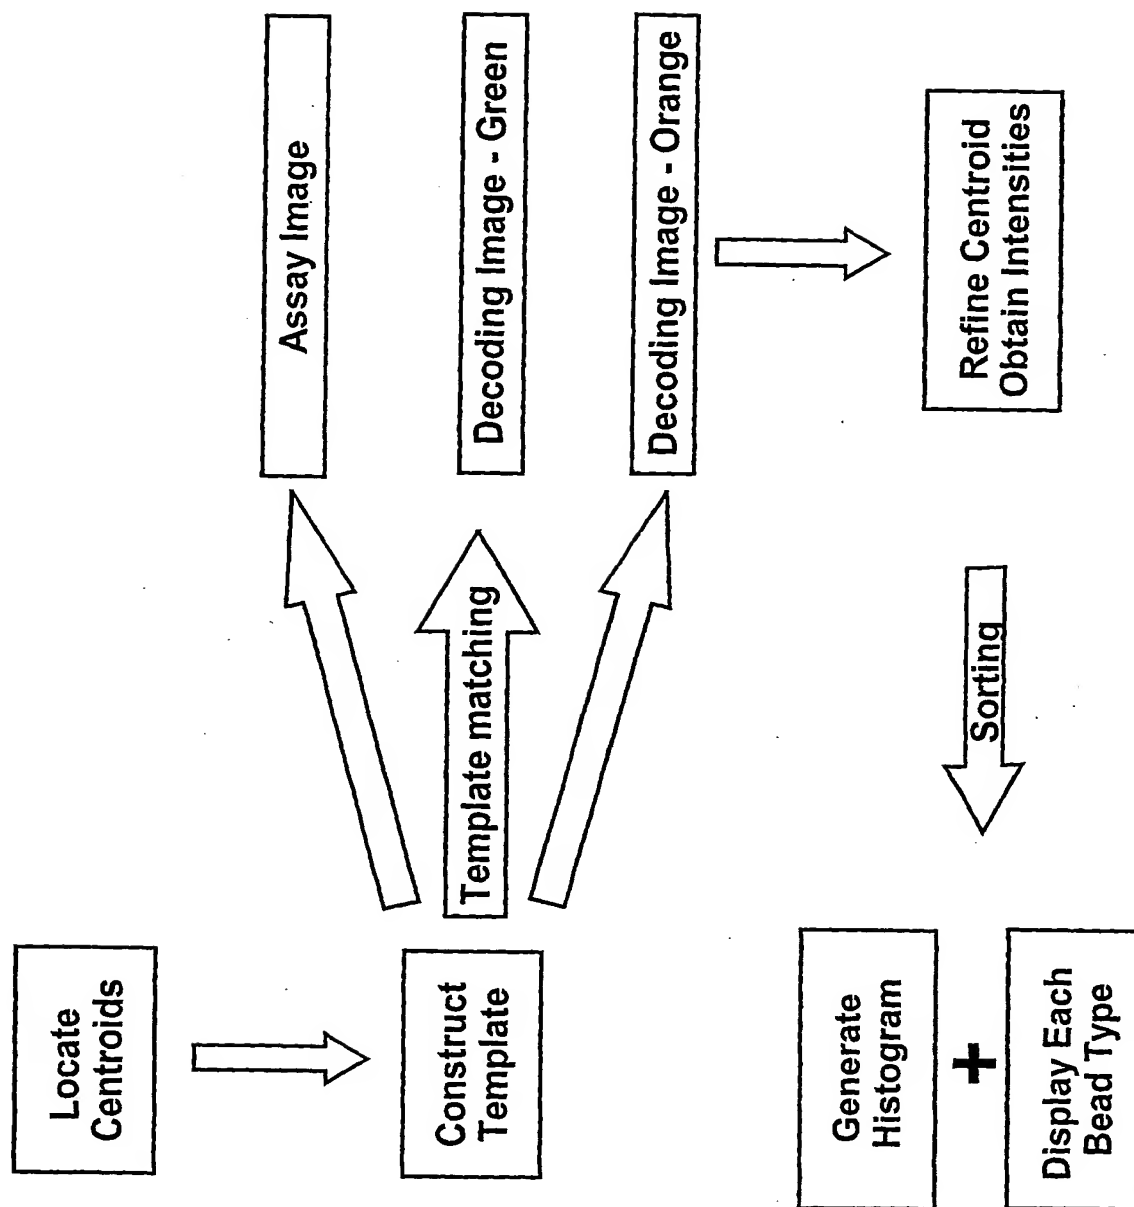 Locate
Centroids
Construct
Template
Template matching
Assay Image
Decoding Image - Green
Decoding Image - Orange
Refine Centroid
Obtain Intensities
Sorting
Generate
Histogram
+
Display Each
Bead Type